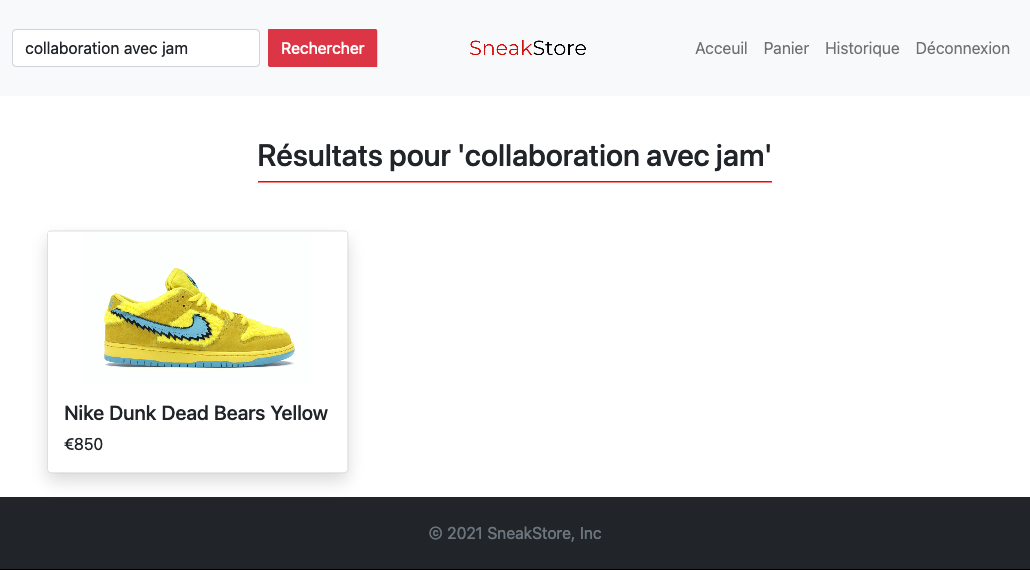 collaboration avec jam
Rechercher
SneakStore
Acceuil Panier Historique Déconnexion
Résultats pour 'collaboration avec jam'
Nike Dunk Dead Bears Yellow
€850
© 2021 SneakStore, Inc